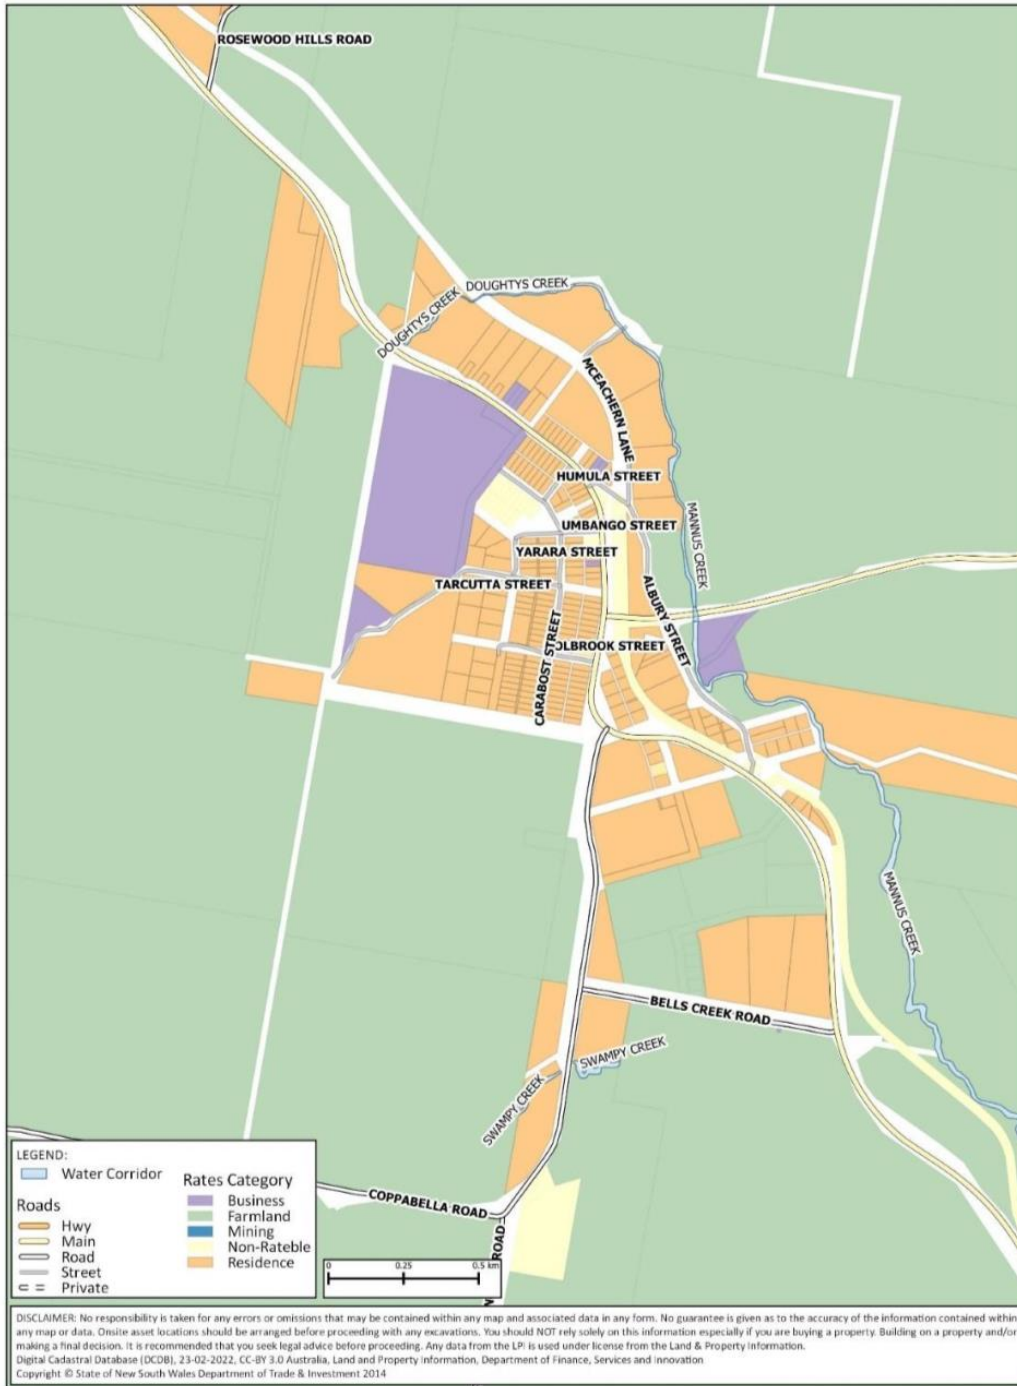 ROSEWOOD HILLS ROAD
DOUGHTYS CREEK
DOUGHTYS CREEK
MCEACHERN LANE
HUMULA STREET
MANNUS CREEK
UMBANGO STREET
YARARA STREET
TARCUTTA STREET
ALBURY STREET
OLBROOK STREET
CARABOST STREET
MANNUS CREEK
BELLS CREEK ROAD
SWAMPY CREEK
SWAMPY CREEK
COPPABELLA ROAD
ROAD
LEGEND:
Water Corridor
Roads
Hwy
Main
Road
Street
Private
Rates Category
Business
Farmland
Mining
Non-Rateble
Residence
0 0.25 0.5 km
DISCLAIMER: No responsibility is taken for any errors or omissions that may be contained within any map and associated data in any form. No guarantee is given as to the accuracy of the information contained within
any map or data. Onsite asset locations should be arranged before proceeding with any excavations. You should NOT rely solely on this information especially if you are buying a property. Building on a property and/or
making a final decision. It is recommended that you seek legal advice before proceeding. Any data from the LPI is used under license from the Land & Property Information.
Digital Cadastral Database (DCDB), 23-02-2022, CC-BY 3.0 Australia, Land and Property Information, Department of Finance, Services and Innovation
Copyright © State of New South Wales Department of Trade & Investment 2014